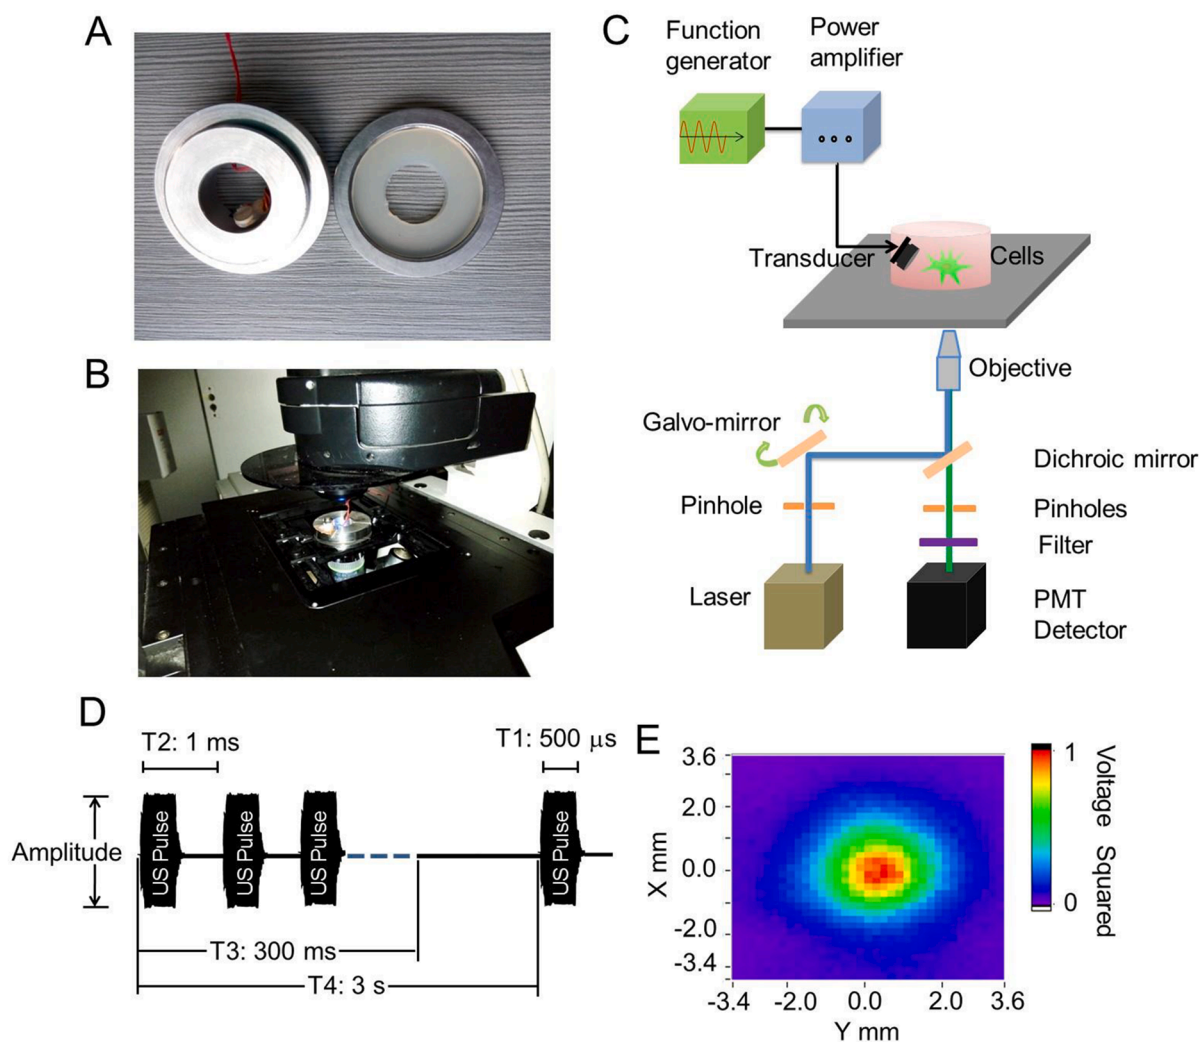 A
B
C
Function
generator
Power
amplifier
Transducer
Cells
Objective
Galvo-mirror
Dichroic mirror
Pinhole
Pinholes
Filter
Laser
PMT
Detector
D
T2: 1 ms
T1: 500 μs
Amplitude
US Pulse
US Pulse
US Pulse
US Pulse
T3: 300 ms
T4: 3 s
E
3.6
2.0
0.0
-2.0
-3.4
X mm
-3.4
-2.0
0.0
2.0
3.6
Y mm
1
0
Voltage Squared